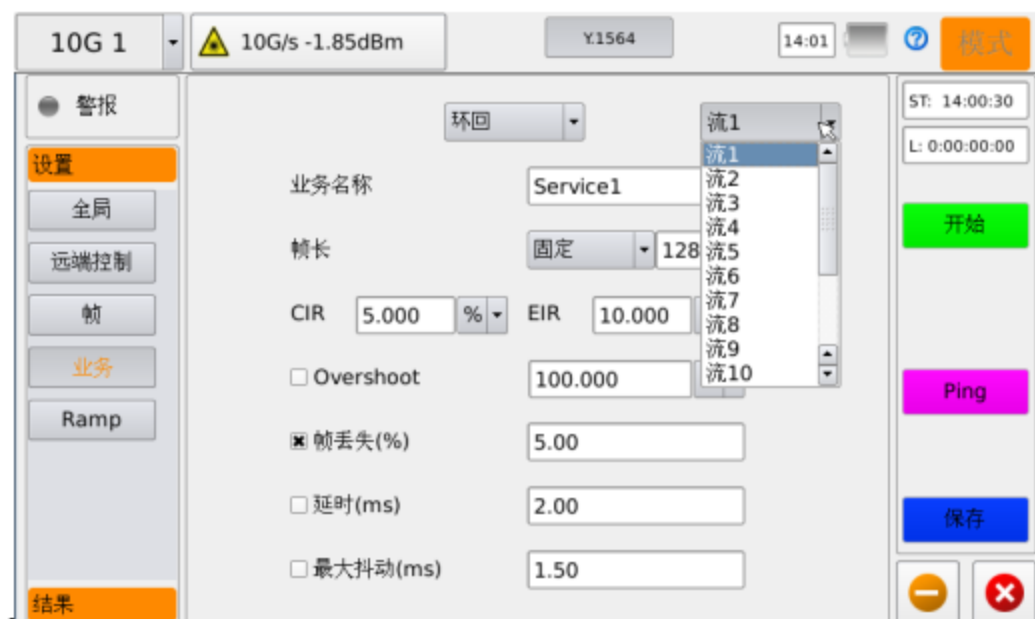 10G 1
10G/s -1.85dBm
Y.1564
14:01
?
模式
警报
设置
全局
远端控制
帧
业务
Ramp
结果
环回
流1
流1
流2
流3
流4
流5
流6
流7
流8
流9
流10
业务名称
Service1
帧长
固定
128
CIR
5.000
%
EIR
10.000
Overshoot
100.000
帧丢失(%)
5.00
延时(ms)
2.00
最大抖动(ms)
1.50
ST: 14:00:30
L: 0:00:00:00
开始
Ping
保存